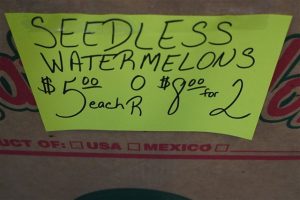 SEEDLESS
WATERMELONS
$5.00 each OR $8.00 for 2
UCT OF: □ USA □ MEXICO □